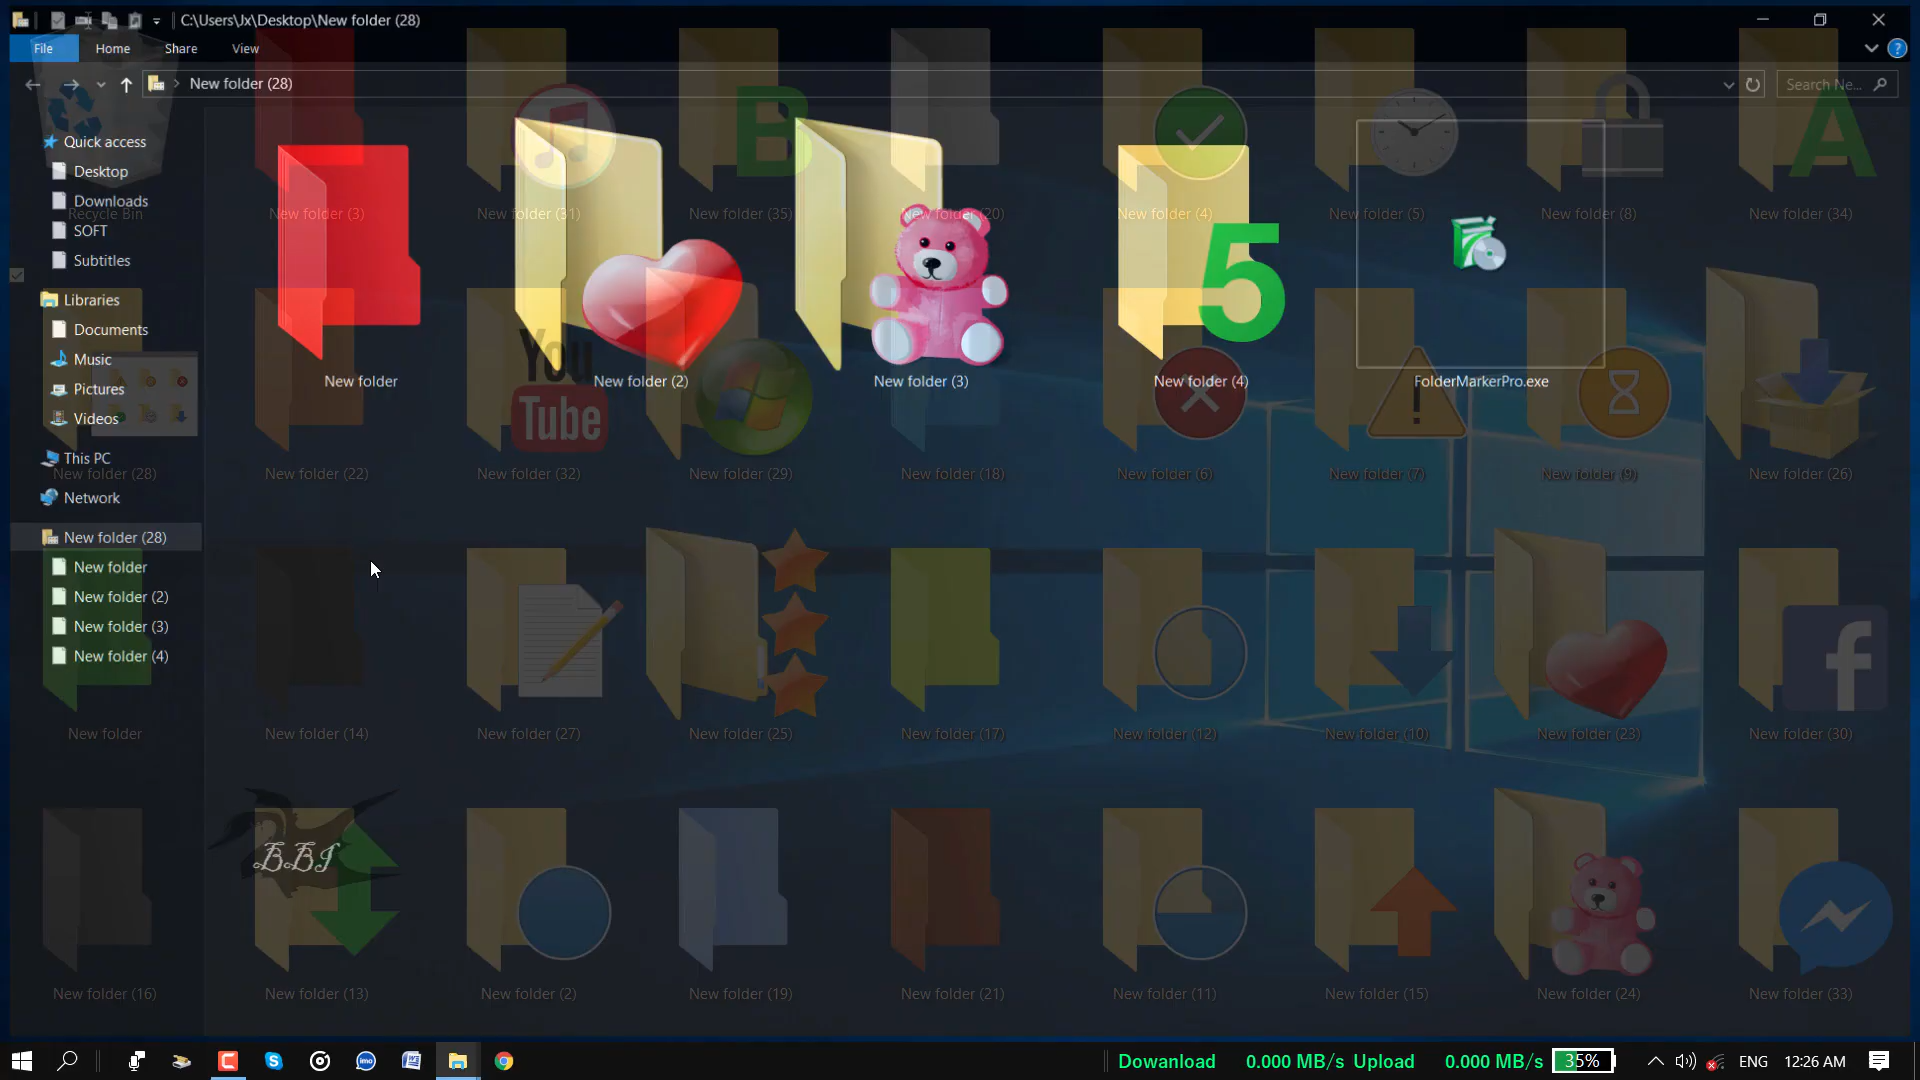 C:\Users\Jx\Desktop\New folder (28)
File Home Share View
New folder (28)
Search Ne...
Quick access
Desktop
Downloads
Recycle Bin
SOFT
Subtitles
Libraries
Documents
Music
Pictures
Videos
This PC
New folder (28)
Network
New folder (28)
New folder
New folder (2)
New folder (3)
New folder (4)
New folder
New folder (2)
New folder (3)
5
New folder (4)
FolderMarkerPro.exe
B
A
New folder (3)
New folder (31)
New folder (35)
New folder (20)
New folder (4)
New folder (5)
New folder (8)
New folder (34)
You
Tube
New folder (22)
New folder (32)
New folder (29)
New folder (18)
New folder (6)
New folder (7)
New folder (9)
New folder (26)
f
New folder
New folder (14)
New folder (27)
New folder (25)
New folder (17)
New folder (12)
New folder (10)
New folder (23)
New folder (30)
BBI
New folder (16)
New folder (13)
New folder (2)
New folder (19)
New folder (21)
New folder (11)
New folder (15)
New folder (24)
New folder (33)
imo
Dowanload 0.000 MB/s Upload 0.000 MB/s 35% ENG 12:26 AM